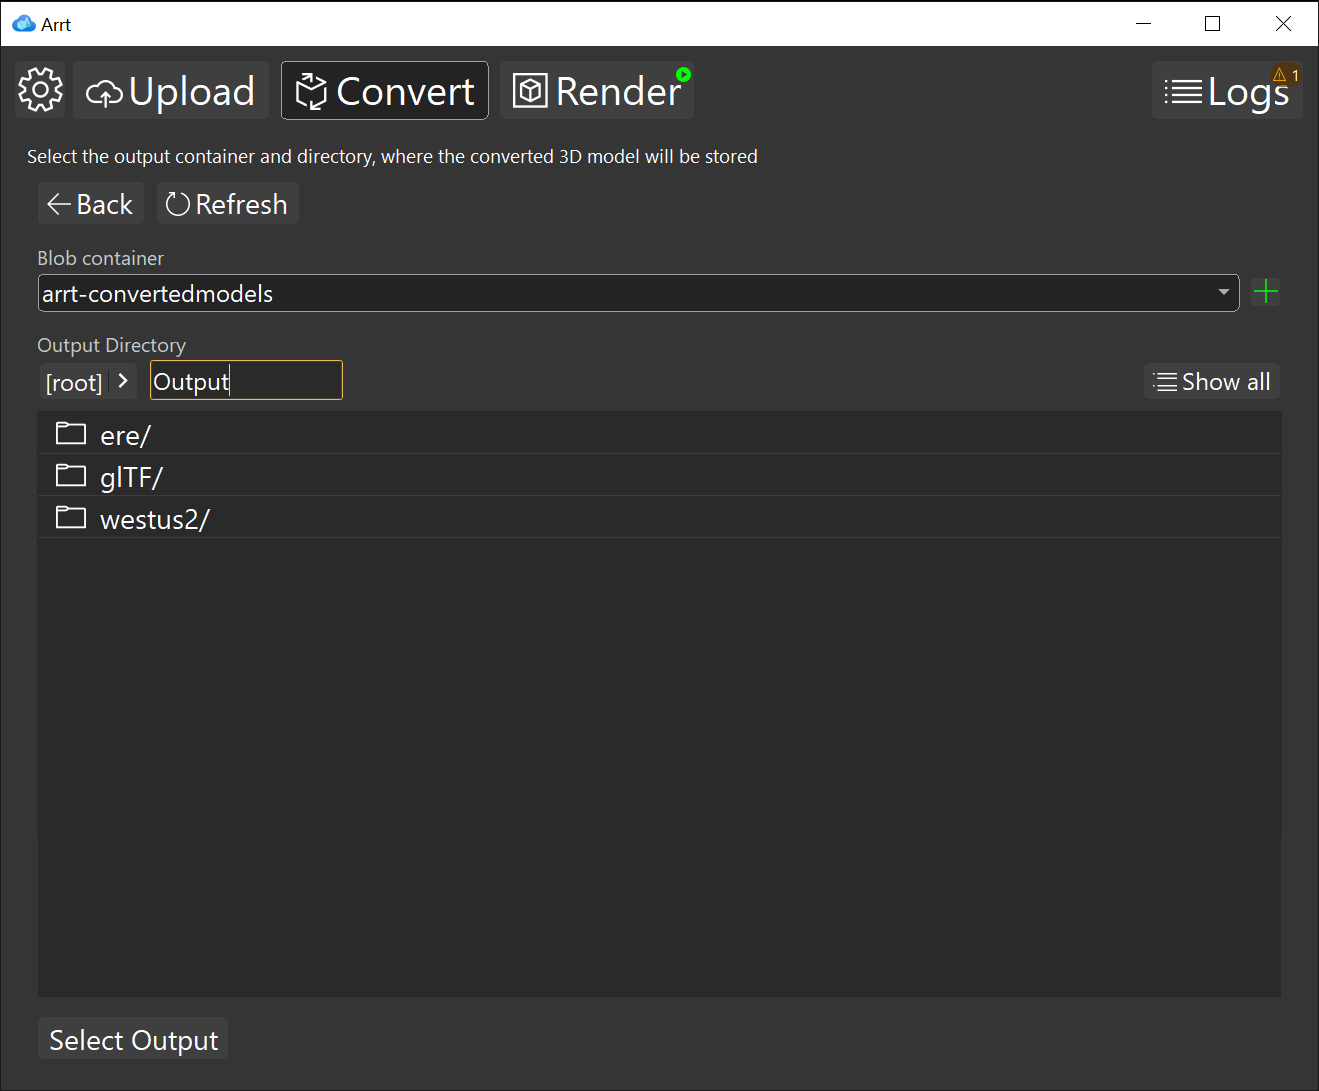 Arrt
Upload
Convert
Render
Logs
1
Select the output container and directory, where the converted 3D model will be stored
Back
Refresh
Blob container
arrt-convertedmodels
Output Directory
[root]
Output
Show all
ere/
glTF/
westus2/
Select Output